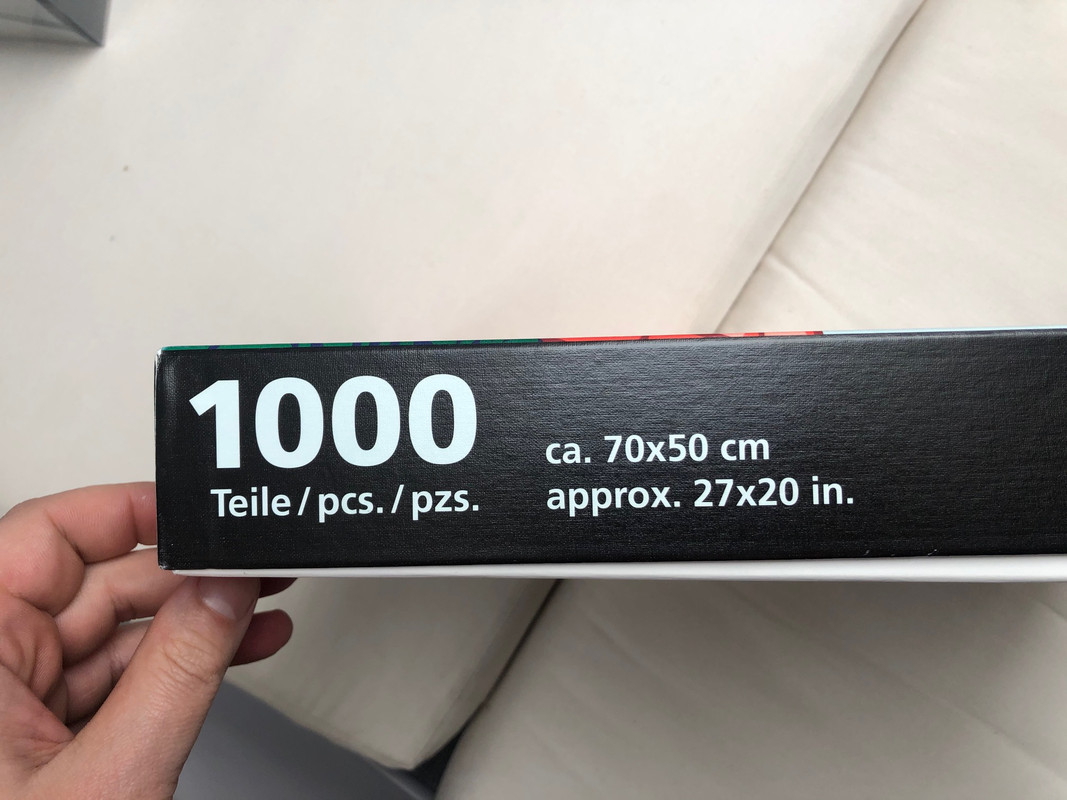 1000
Teile / pcs. / pzs.
ca. 70x50 cm
approx. 27x20 in.